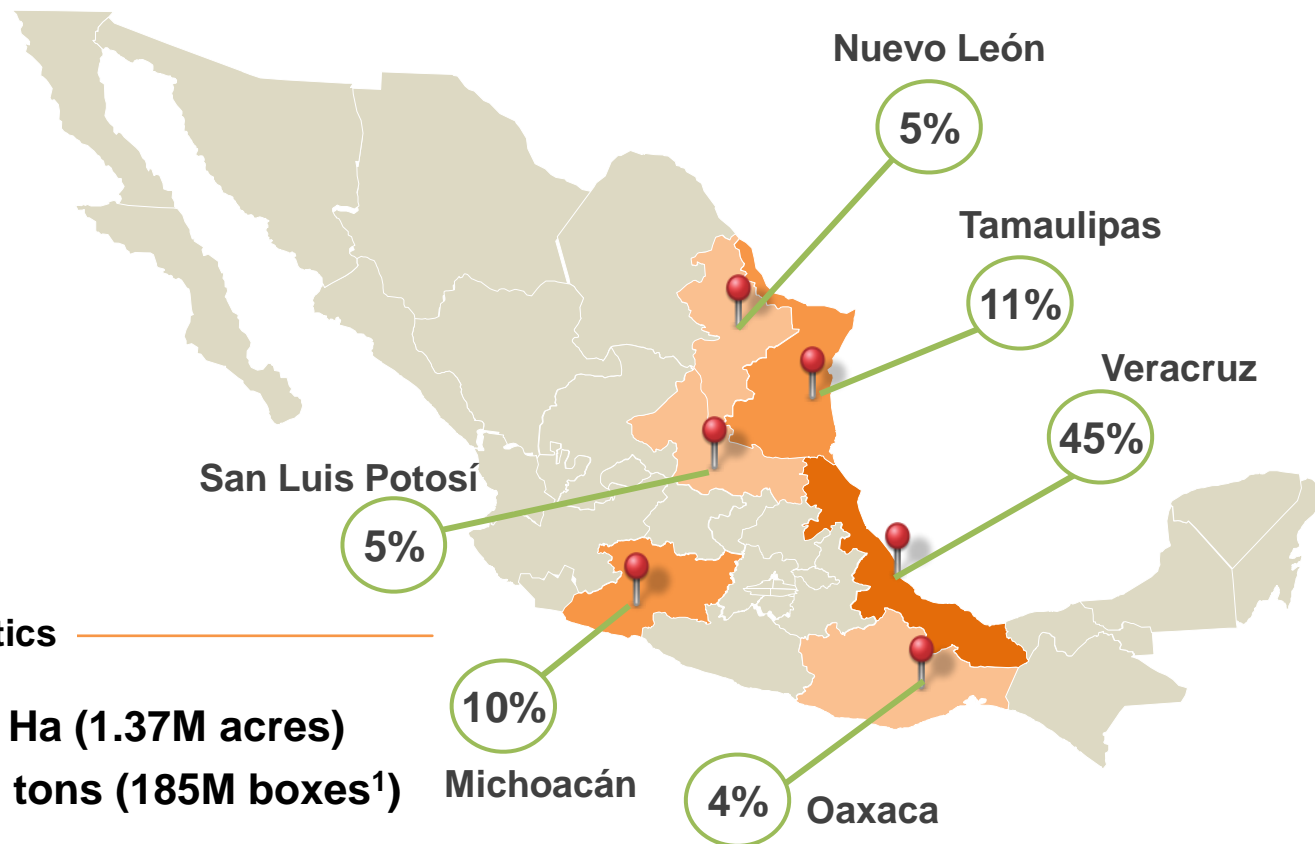 Nuevo León
5%
Tamaulipas
11%
Veracruz
45%
San Luis Potosí
5%
tics
Ha (1.37M acres)
tons (185M boxes¹)
10%
Michoacán
4%
Oaxaca